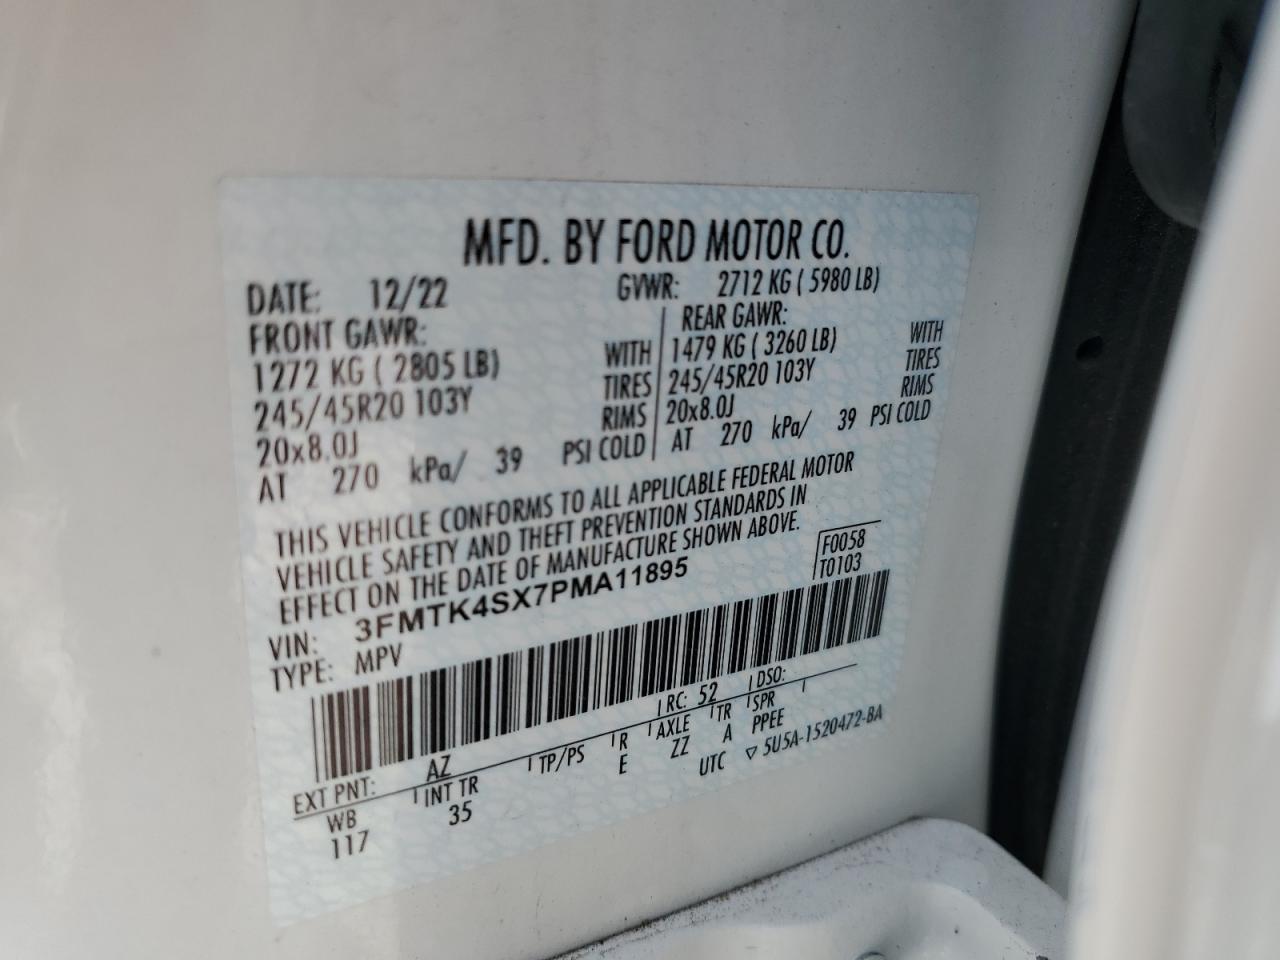 MFD. BY FORD MOTOR CO.
DATE: 12/22 GVWR: 2712 KG ( 5980 LB)
FRONT GAWR: REAR GAWR:
1272 KG ( 2805 LB) WITH 1479 KG ( 3260 LB) WITH
245/45R20 103Y TIRES 245/45R20 103Y TIRES
20x8.0J RIMS 20x8.0J RIMS
AT 270 kPa/ 39 PSI COLD AT 270 kPa/ 39 PSI COLD
THIS VEHICLE CONFORMS TO ALL APPLICABLE FEDERAL MOTOR
VEHICLE SAFETY AND THEFT PREVENTION STANDARDS IN
EFFECT ON THE DATE OF MANUFACTURE SHOWN ABOVE.
VIN: 3FMTK4SX7PMA11895 F0058
TYPE: MPV T0103
EXT PNT: AZ RC: 52 DSO:
WB INT TR TP/PS R AXLE TR SPR
117 35 E ZZ A PPEE
UTC ▽ 5U5A-1520472-BA